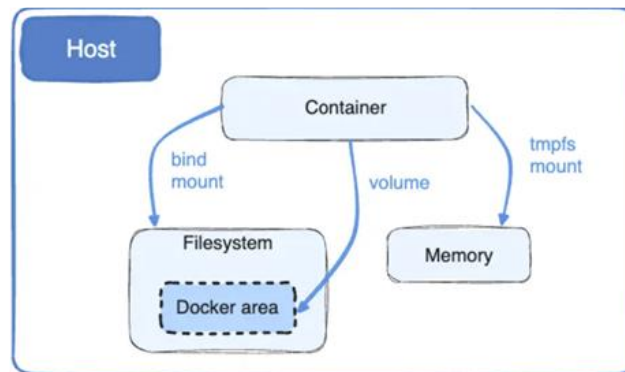 Host
Container
bind
mount
volume
tmpfs
mount
Filesystem
Docker area
Memory